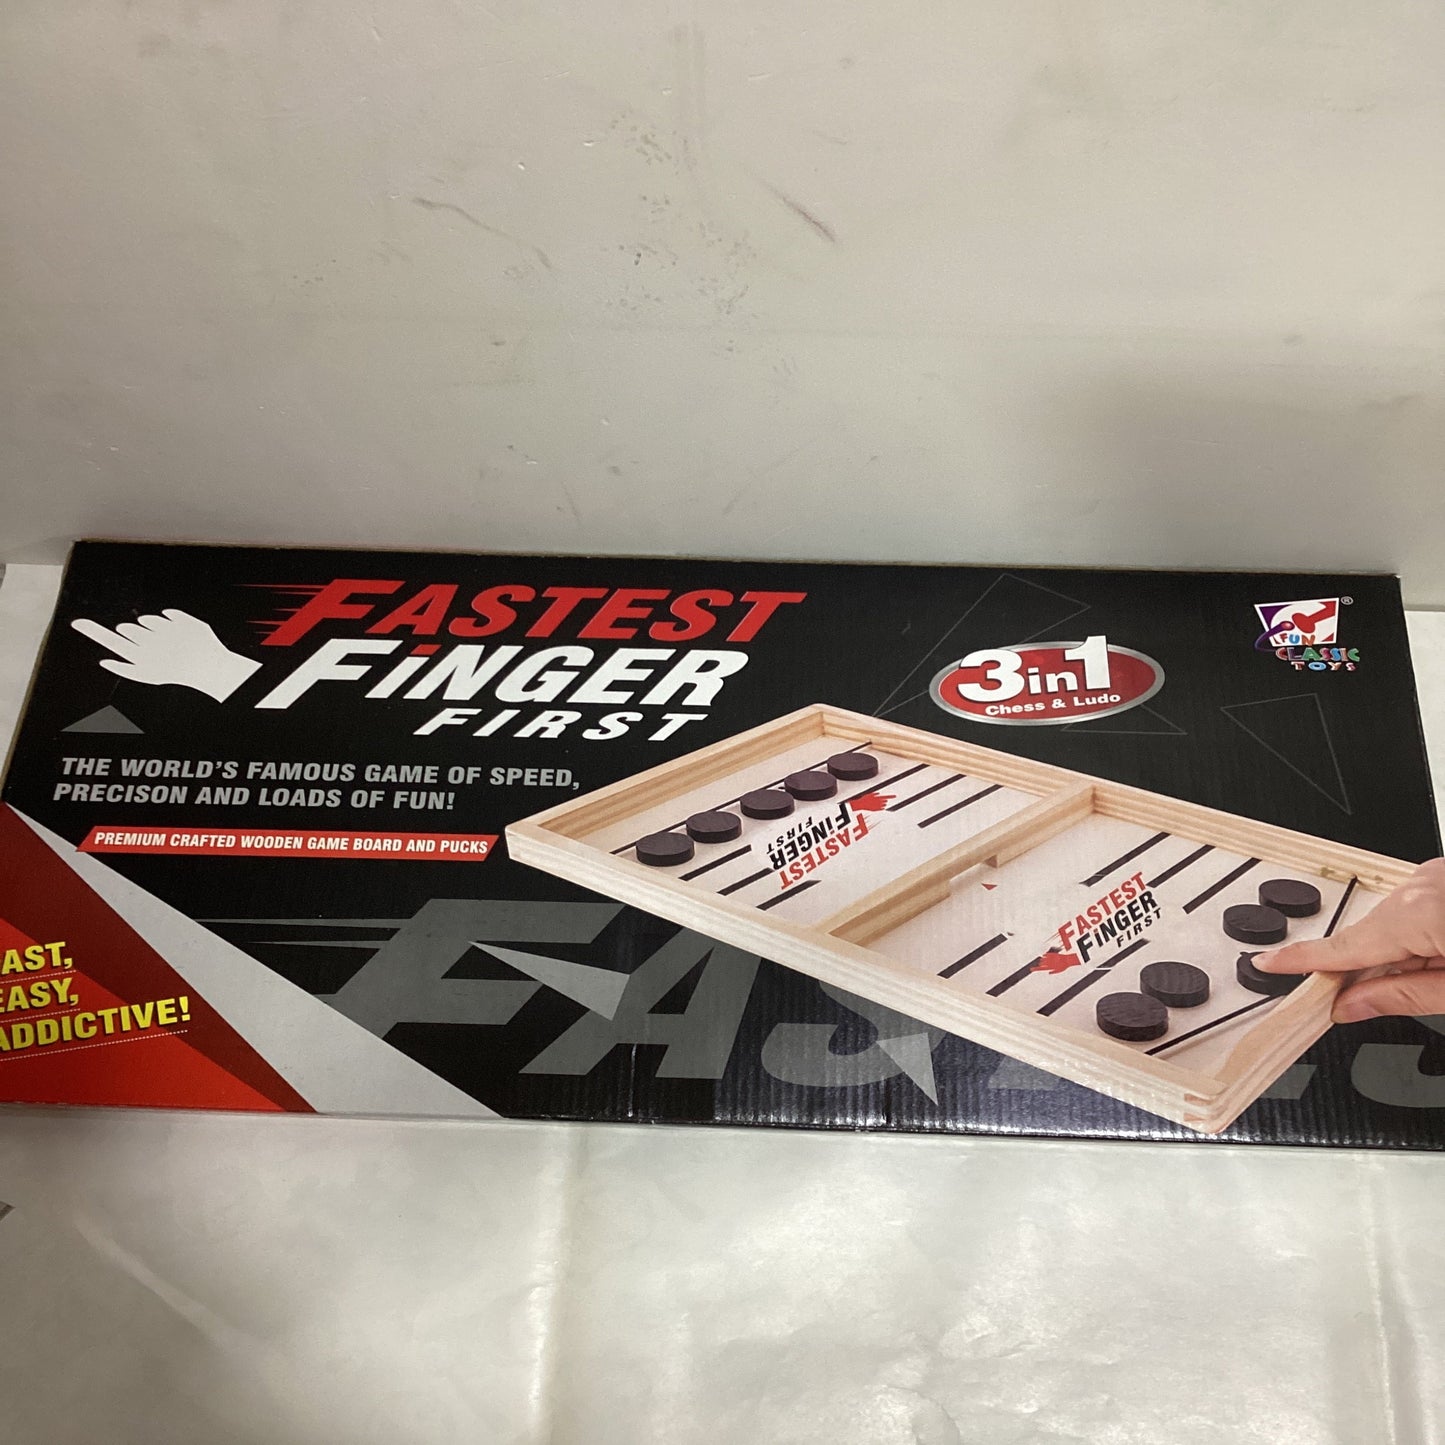 FASTEST
FiNGER
FIRST
THE WORLD'S FAMOUS GAME OF SPEED,
PRECISON AND LOADS OF FUN!
PREMIUM CRAFTED WOODEN GAME BOARD AND PUCKS
AST,
EASY,
ADDICTIVE!
3in1
Chess & Ludo
FUN
CLASSIC
TOYS
®
FASTEST
FiNGER
FIRST
FASTEST
FiNGER
FIRST
FASTES